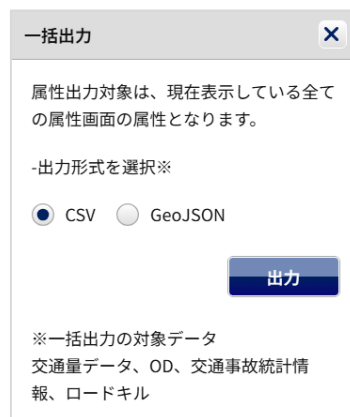 一括出力
属性出力対象は、現在表示している全て
の属性画面の属性となります。
-出力形式を選択※
CSV GeoJSON
出力
※一括出力の対象データ
交通量データ、OD、交通事故統計情
報、ロードキル